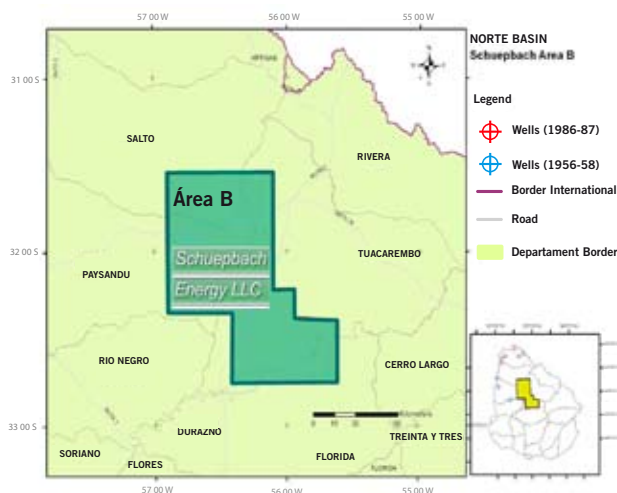 57 00 W
56 00 W
55 00 W
NORTE BASIN
Schuepbach Area B
31 00 S
Legend
Wells (1986-87)
SALTO
RIVERA
Wells (1956-58)
Border International
Área B
Road
32 00 S
TUACAREMBO
Departament Border
Schuepbach
PAYSANDU
Energy LLC
RIO NEGRO
CERRO LARGO
33 00 S
DURAZNO
TREINTA Y TRES
SORIANO
FLORIDA
FLORES
FLORIDA
57 00 W
56 00 W
55 00 W